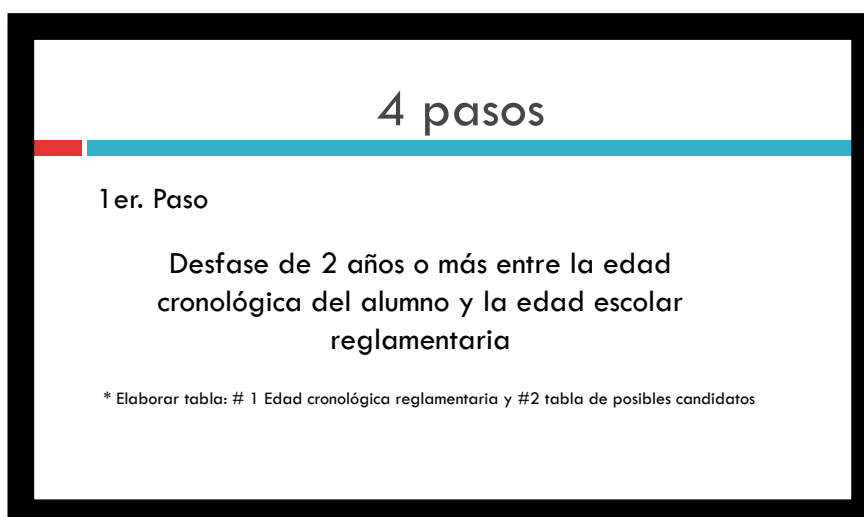 4 pasos
1er. Paso
Desfase de 2 años o más entre la edad
cronológica del alumno y la edad escolar
reglamentaria
* Elaborar tabla: # 1 Edad cronológica reglamentaria y #2 tabla de posibles candidatos